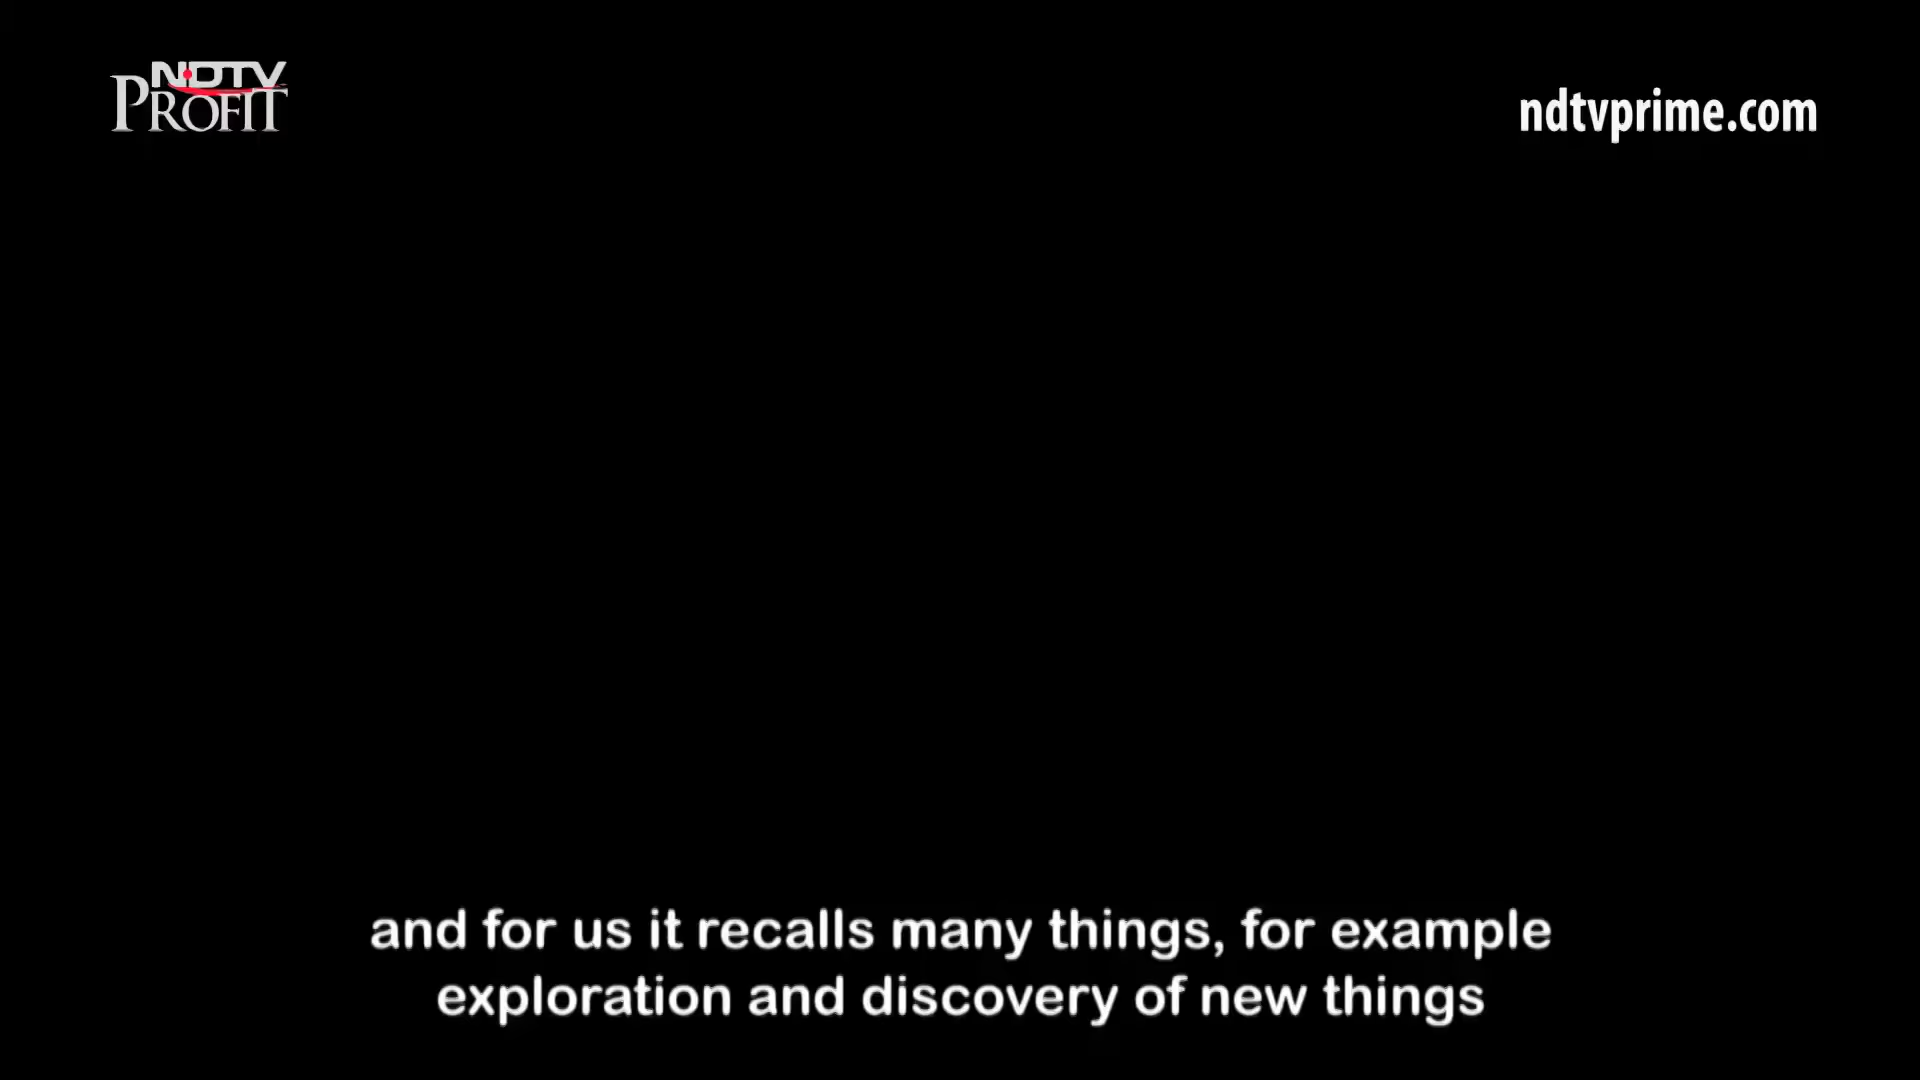 NDTV
PROFIT
ndtvprime.com
and for us it recalls many things, for example
exploration and discovery of new things